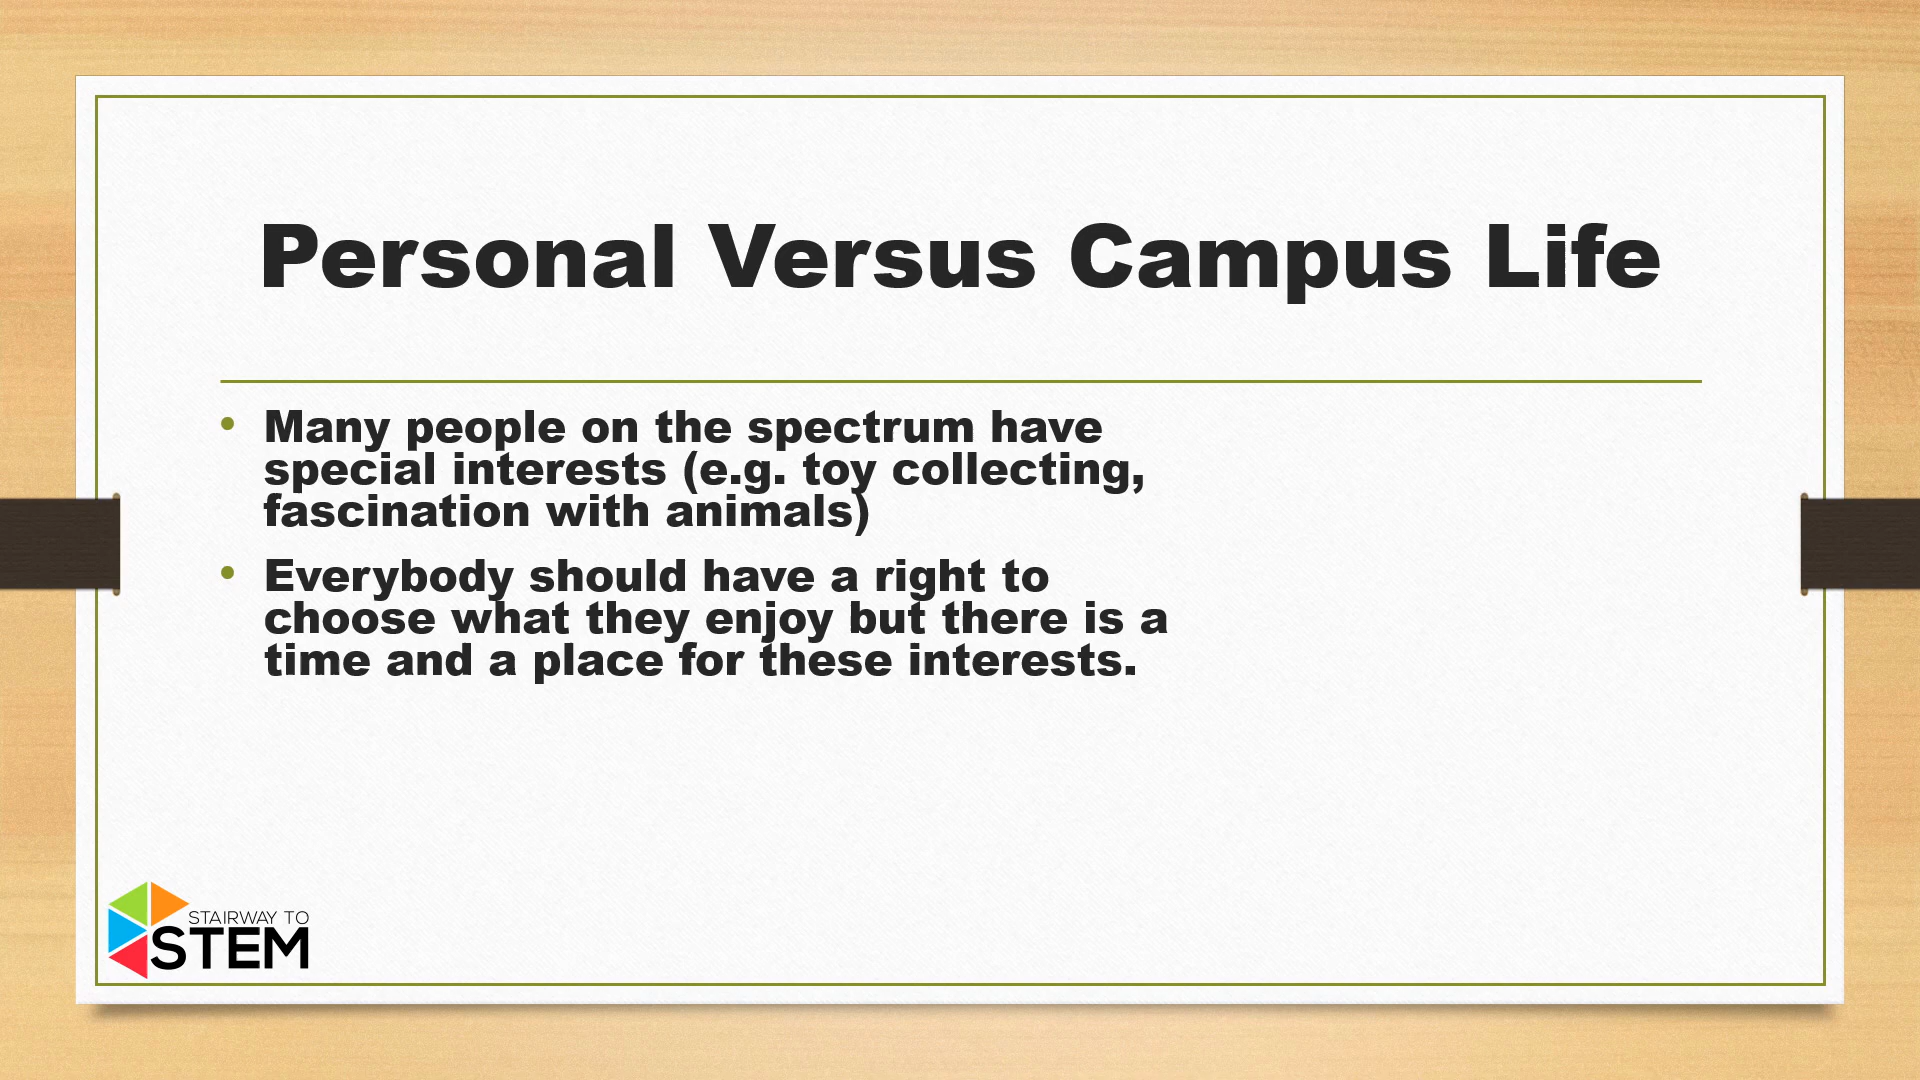 Personal Versus Campus Life
• Many people on the spectrum have
special interests (e.g. toy collecting,
fascination with animals)
• Everybody should have a right to
choose what they enjoy but there is a
time and a place for these interests.
STAIRWAY TO
STEM